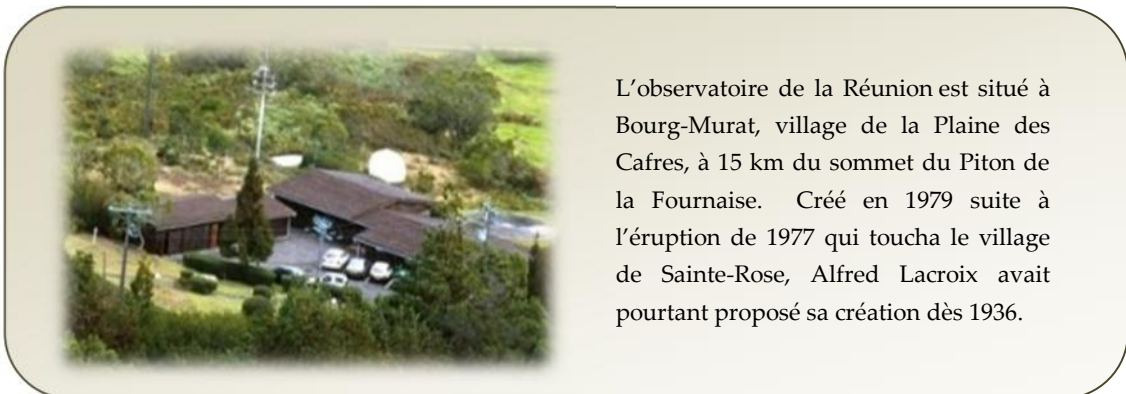 L’observatoire de la Réunion est situé à
Bourg-Murat, village de la Plaine des
Cafres, à 15 km du sommet du Piton de
la Fournaise. Créé en 1979 suite à
l’éruption de 1977 qui toucha le village
de Sainte-Rose, Alfred Lacroix avait
pourtant proposé sa création dès 1936.